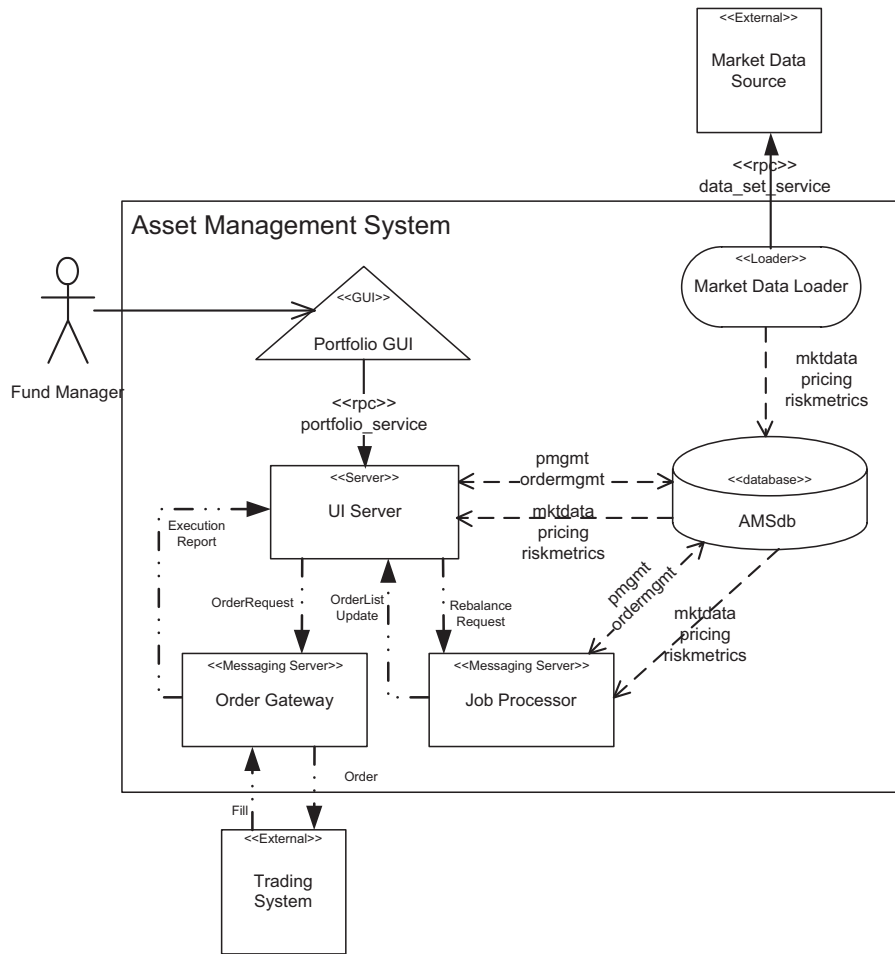 <<External>>
Market Data
Source
<<rpc>>
data_set_service
Asset Management System
<<Loader>>
Market Data Loader
<<GUI>>
Portfolio GUI
Fund Manager
mktdata
pricing
riskmetrics
<<rpc>>
portfolio_service
<<Server>>
UI Server
pmgmt
ordermgmt
<<database>>
AMSdb
mktdata
pricing
riskmetrics
Execution
Report
OrderRequest
OrderList
Update
Rebalance
Request
pmgmt
ordermgmt
mktdata
pricing
riskmetrics
<<Messaging Server>>
Order Gateway
<<Messaging Server>>
Job Processor
Order
Fill
<<External>>
Trading
System